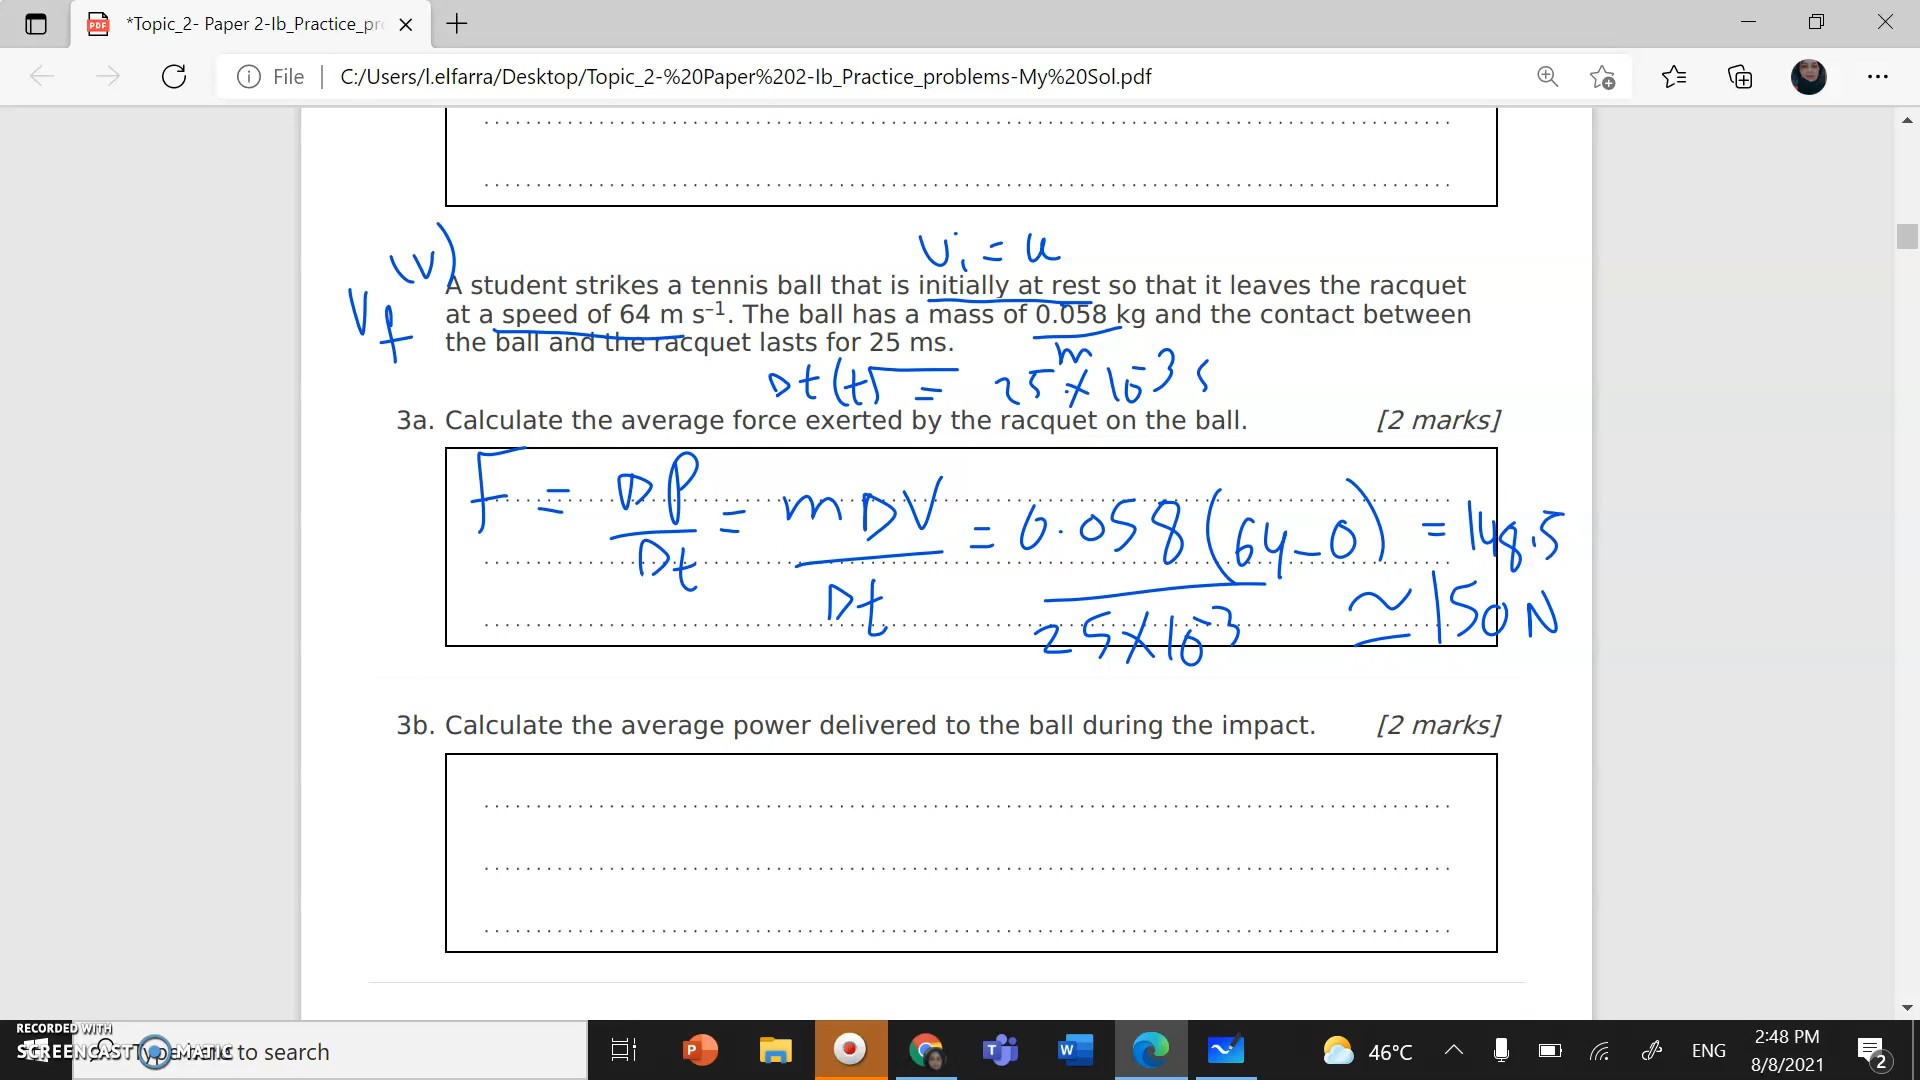 *Topic_2- Paper 2-Ib_Practice_pr
File
C:/Users/l.elfarra/Desktop/Topic_2-%20Paper%202-Ib_Practice_problems-My%20Sol.pdf
Vi = u
Vf (v)
A student strikes a tennis ball that is initially at rest so that it leaves the racquet
at a speed of 64 m s⁻¹. The ball has a mass of 0.058 kg and the contact between
the ball and the racquet lasts for 25 ms.
m
Δt (t) = 25 × 10⁻³ s
3a. Calculate the average force exerted by the racquet on the ball. [2 marks]
F = ΔP/Δt = mΔV/Δt = 0.058 (64-0)/25×10⁻³ = 148.5
≃ 150 N
3b. Calculate the average power delivered to the ball during the impact. [2 marks]
RECORDED WITH
SCREENCAST MATIC
to search
46°C
ENG
2:48 PM
8/8/2021
2